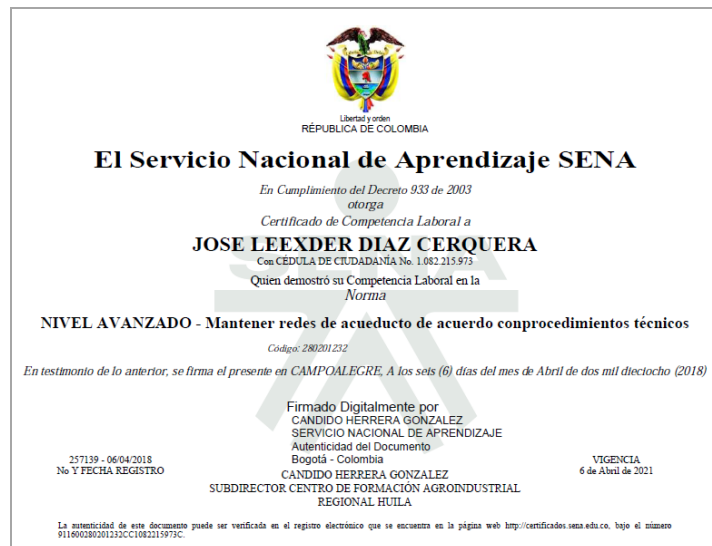 Libertad y orden
RÉPUBLICA DE COLOMBIA
El Servicio Nacional de Aprendizaje SENA
En Cumplimiento del Decreto 933 de 2003
otorga
Certificado de Competencia Laboral a
JOSE LEEXDER DIAZ CERQUERA
Con CÉDULA DE CIUDADANÍA No. 1.082.215.973
SENA
Quien demostró su Competencia Laboral en la
Norma
NIVEL AVANZADO - Mantener redes de acueducto de acuerdo conprocedimientos técnicos
Código: 280201232
En testimonio de lo anterior, se firma el presente en CAMPOALEGRE, A los seis (6) días del mes de Abril de dos mil dieciocho (2018)
Firmado Digitalmente por
CANDIDO HERRERA GONZALEZ
SERVICIO NACIONAL DE APRENDIZAJE
Autenticidad del Documento
Bogotá - Colombia
257139 - 06/04/2018
No Y FECHA REGISTRO
CANDIDO HERRERA GONZALEZ
SUBDIRECTOR CENTRO DE FORMACIÓN AGROINDUSTRIAL
REGIONAL HUILA
VIGENCIA
6 de Abril de 2021
La autenticidad de este documento puede ser verificada en el registro electrónico que se encuentra en la página web http://certificados.sena.edu.co, bajo el número
911600280201232CC1082215973C.